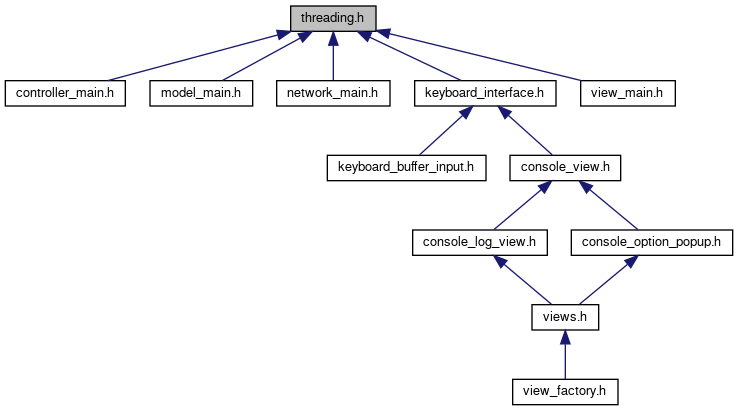 threading.h
controller_main.h
model_main.h
network_main.h
keyboard_interface.h
view_main.h
keyboard_buffer_input.h
console_view.h
console_log_view.h
console_option_popup.h
views.h
view_factory.h